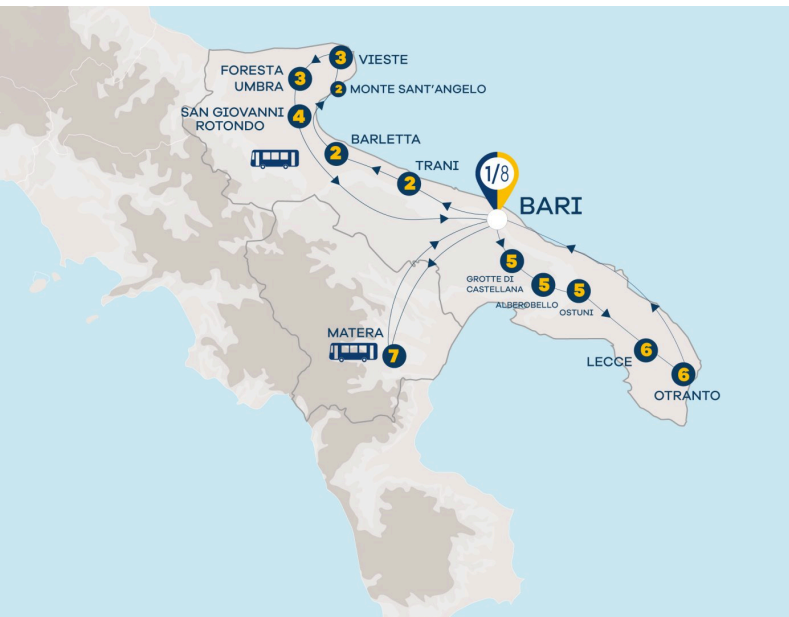 3
VIESTE
FORESTA
UMBRA
3
2
MONTE SANT'ANGELO
SAN GIOVANNI
ROTONDO
4
BARLETTA
2
TRANI
2
1/8
BARI
5
GROTTE DI
CASTELLANA
5
ALBEROBELLO
5
OSTUNI
MATERA
7
LECCE
6
6
OTRANTO